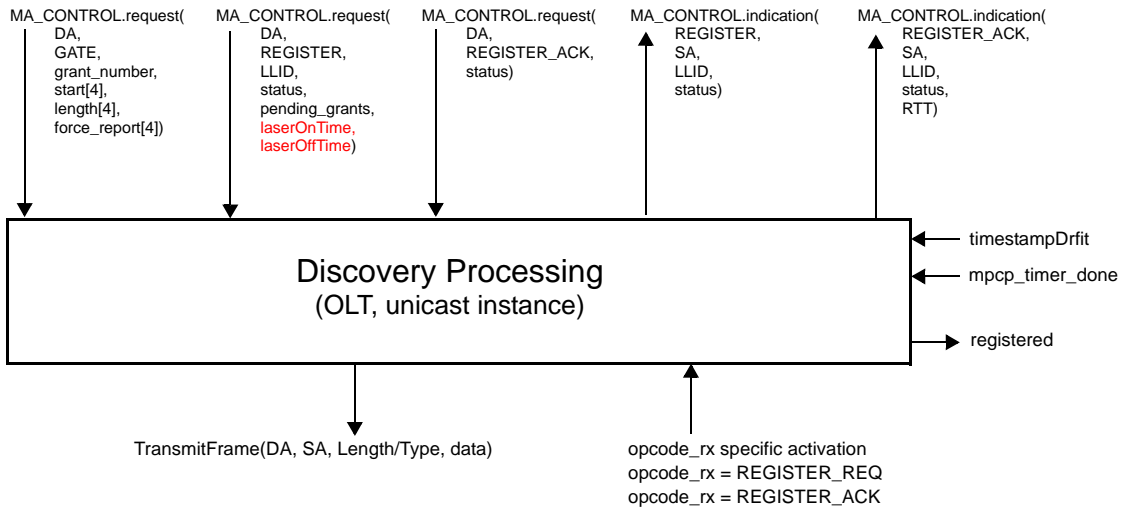 MA_CONTROL.request(
DA,
GATE,
grant_number,
start[4],
length[4],
force_report[4])
MA_CONTROL.request(
DA,
REGISTER,
LLID,
status,
pending_grants,
laserOnTime,
laserOffTime)
MA_CONTROL.request(
DA,
REGISTER_ACK,
status)
MA_CONTROL.indication(
REGISTER,
SA,
LLID,
status)
MA_CONTROL.indication(
REGISTER_ACK,
SA,
LLID,
status,
RTT)
Discovery Processing
(OLT, unicast instance)
timestampDrfit
mpcp_timer_done
registered
TransmitFrame(DA, SA, Length/Type, data)
opcode_rx specific activation
opcode_rx = REGISTER_REQ
opcode_rx = REGISTER_ACK